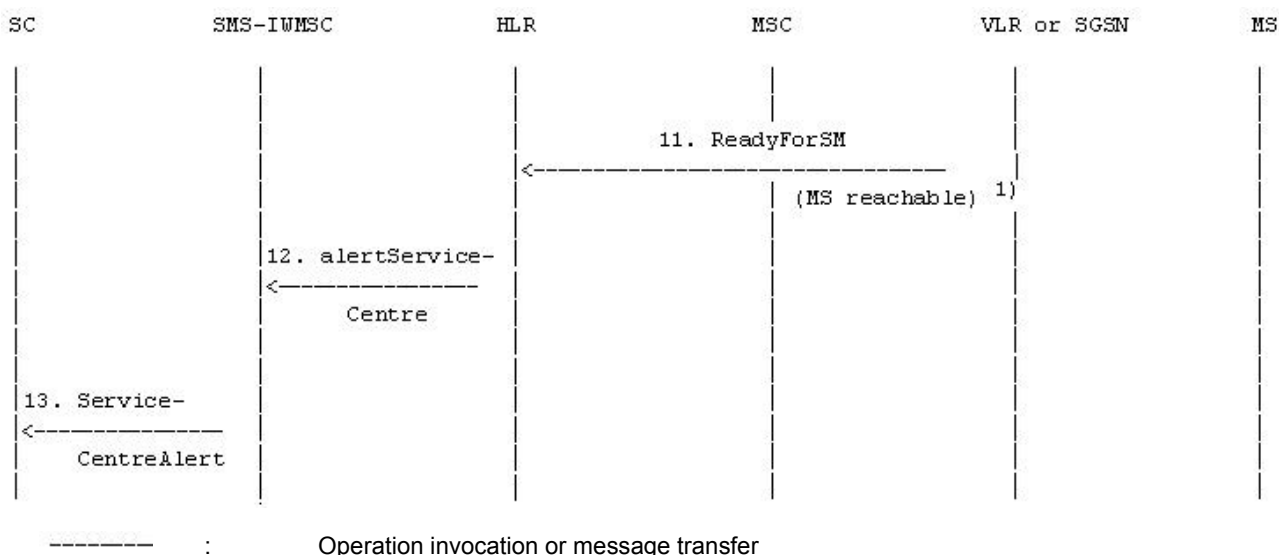 SC SMS-IWMSC HLR MSC VLR or SGSN MS
11. ReadyForSM
(MS reachable) 1)
12. alertService-
Centre
13. Service-
CentreAlert
: Operation invocation or message transfer